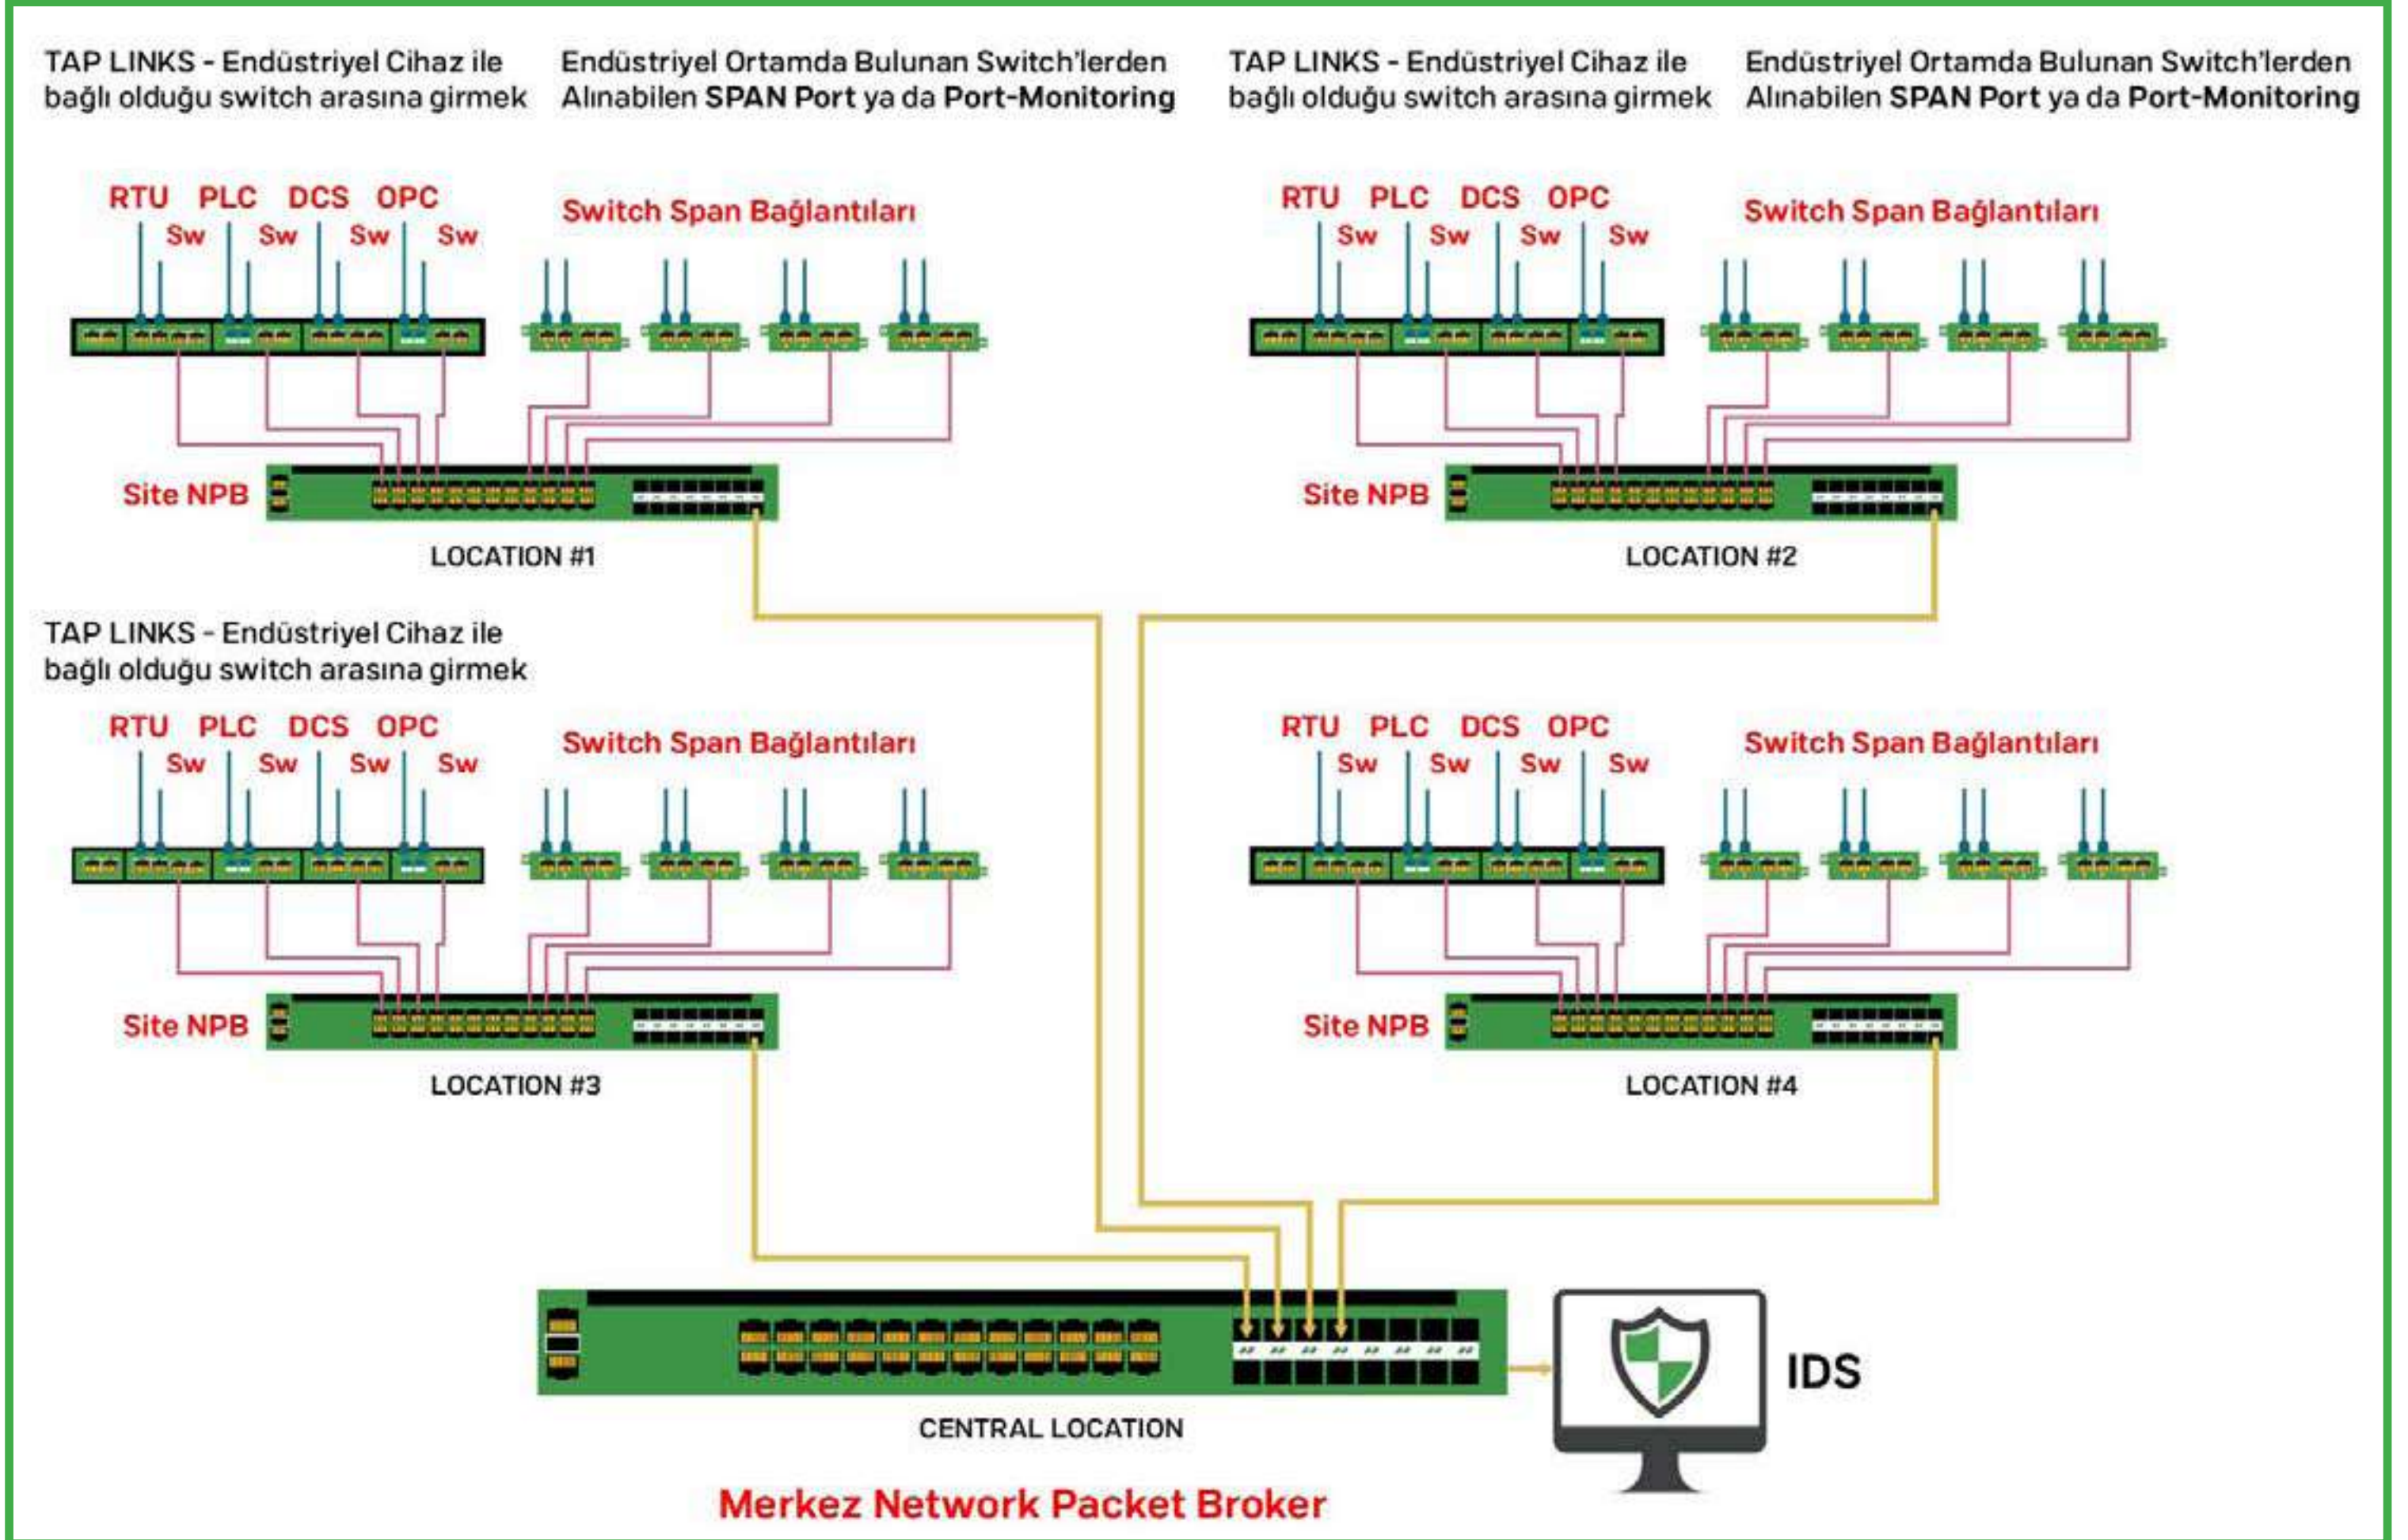 TAP LINKS - Endüstriyel Cihaz ile
bağlı olduğu switch arasına girmek
Endüstriyel Ortamda Bulunan Switch'lerden
Alınabilen SPAN Port ya da Port-Monitoring
TAP LINKS - Endüstriyel Cihaz ile
bağlı olduğu switch arasına girmek
Endüstriyel Ortamda Bulunan Switch'lerden
Alınabilen SPAN Port ya da Port-Monitoring
RTU PLC DCS OPC
Sw Sw Sw Sw
Switch Span Bağlantıları
Site NPB
LOCATION #1
RTU PLC DCS OPC
Sw Sw Sw Sw
Switch Span Bağlantıları
Site NPB
LOCATION #2
TAP LINKS - Endüstriyel Cihaz ile
bağlı olduğu switch arasına girmek
RTU PLC DCS OPC
Sw Sw Sw Sw
Switch Span Bağlantıları
Site NPB
LOCATION #3
RTU PLC DCS OPC
Sw Sw Sw Sw
Switch Span Bağlantıları
Site NPB
LOCATION #4
IDS
CENTRAL LOCATION
Merkez Network Packet Broker